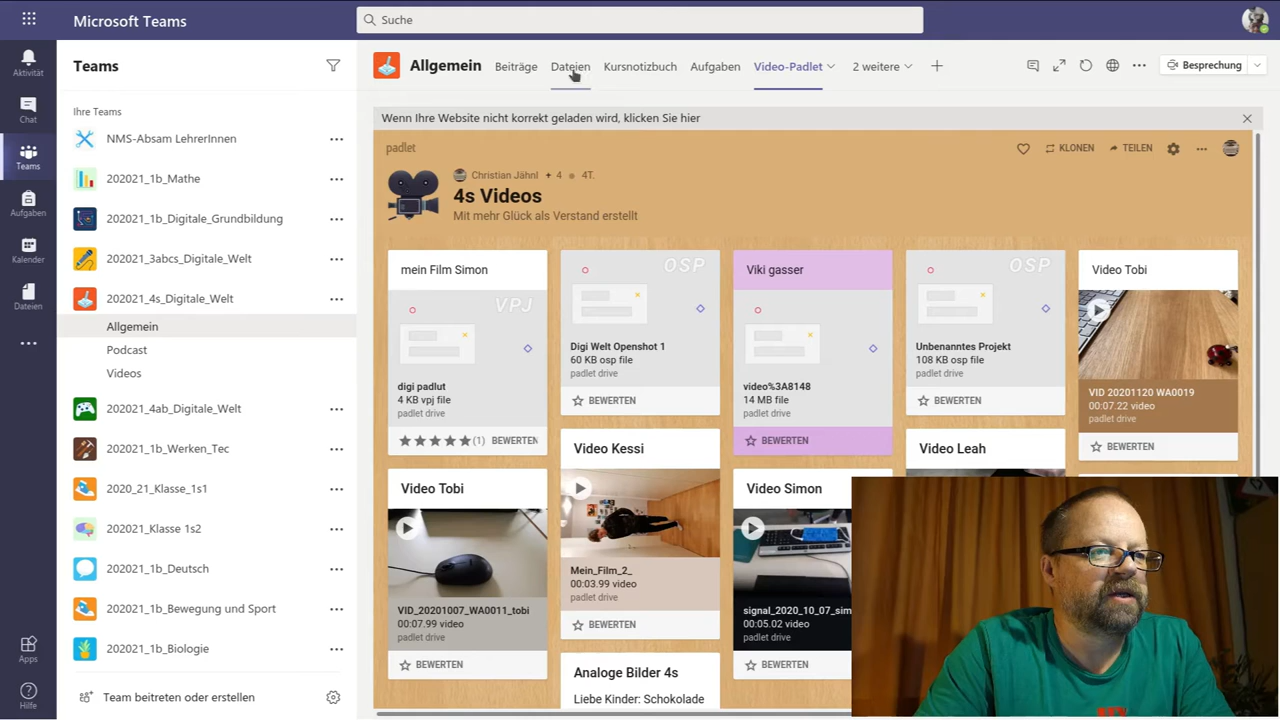 Microsoft Teams
Suche
Aktivität
Chat
Teams
Aufgaben
Kalender
Dateien
Apps
Hilfe
Teams
Ihre Teams
NMS-Absam LehrerInnen
202021_1b_Mathe
202021_1b_Digitale_Grundbildung
202021_3abcs_Digitale_Welt
202021_4s_Digitale_Welt
Allgemein
Podcast
Videos
202021_4ab_Digitale_Welt
202021_1b_Werken_Tec
2020_21_Klasse_1s1
202021_Klasse 1s2
202021_1b_Deutsch
202021_1b_Bewegung und Sport
202021_1b_Biologie
Team beitreten oder erstellen
Allgemein Beiträge Dateien Kursnotizbuch Aufgaben Video-Padlet 2 weitere
Besprechung
Wenn Ihre Website nicht korrekt geladen wird, klicken Sie hier
padlet
KLONEN TEILEN
Christian Jähnl + 4 4T.
4s Videos
Mit mehr Glück als Verstand erstellt
mein Film Simon
VPJ
digi padlut
4 KB vpj file
padlet drive
(1) BEWERTEN
Video Tobi
VID_20201007_WA0011_tobi
00:07.99 video
padlet drive
BEWERTEN
OSP
Digi Welt Openshot 1
60 KB osp file
padlet drive
BEWERTEN
Video Kessi
Mein_Film_2_
00:03.99 video
padlet drive
BEWERTEN
Analoge Bilder 4s
Liebe Kinder: Schokolade
Viki gasser
video%3A8148
14 MB file
padlet drive
BEWERTEN
Video Simon
signal_2020_10_07_sim
00:05.02 video
padlet drive
BEWERTEN
OSP
Unbenanntes Projekt
108 KB osp file
padlet drive
BEWERTEN
Video Leah
Video Tobi
VID 20201120 WA0019
00:07.22 video
padlet drive
BEWERTEN